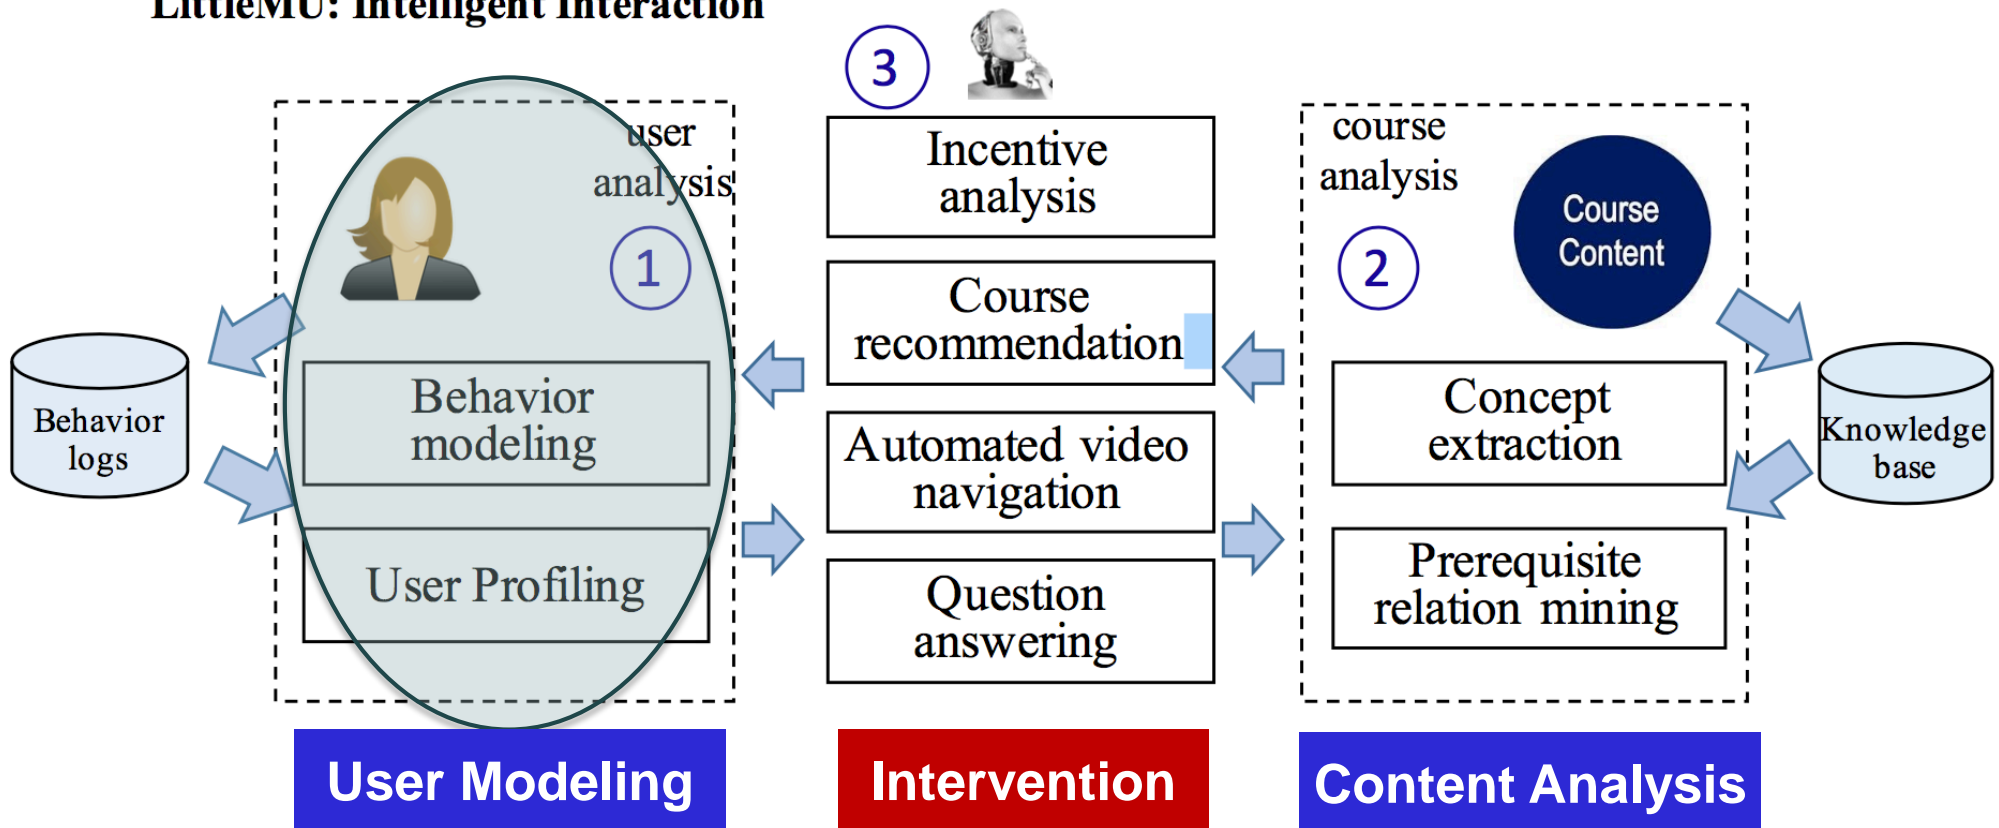 LittleMU: Intelligent Interaction
user
analysis
1
Behavior
modeling
User Profiling
Behavior
logs
3
Incentive
analysis
Course
recommendation
Automated video
navigation
Question
answering
course
analysis
2
Course
Content
Concept
extraction
Prerequisite
relation mining
Knowledge
base
User Modeling
Intervention
Content Analysis